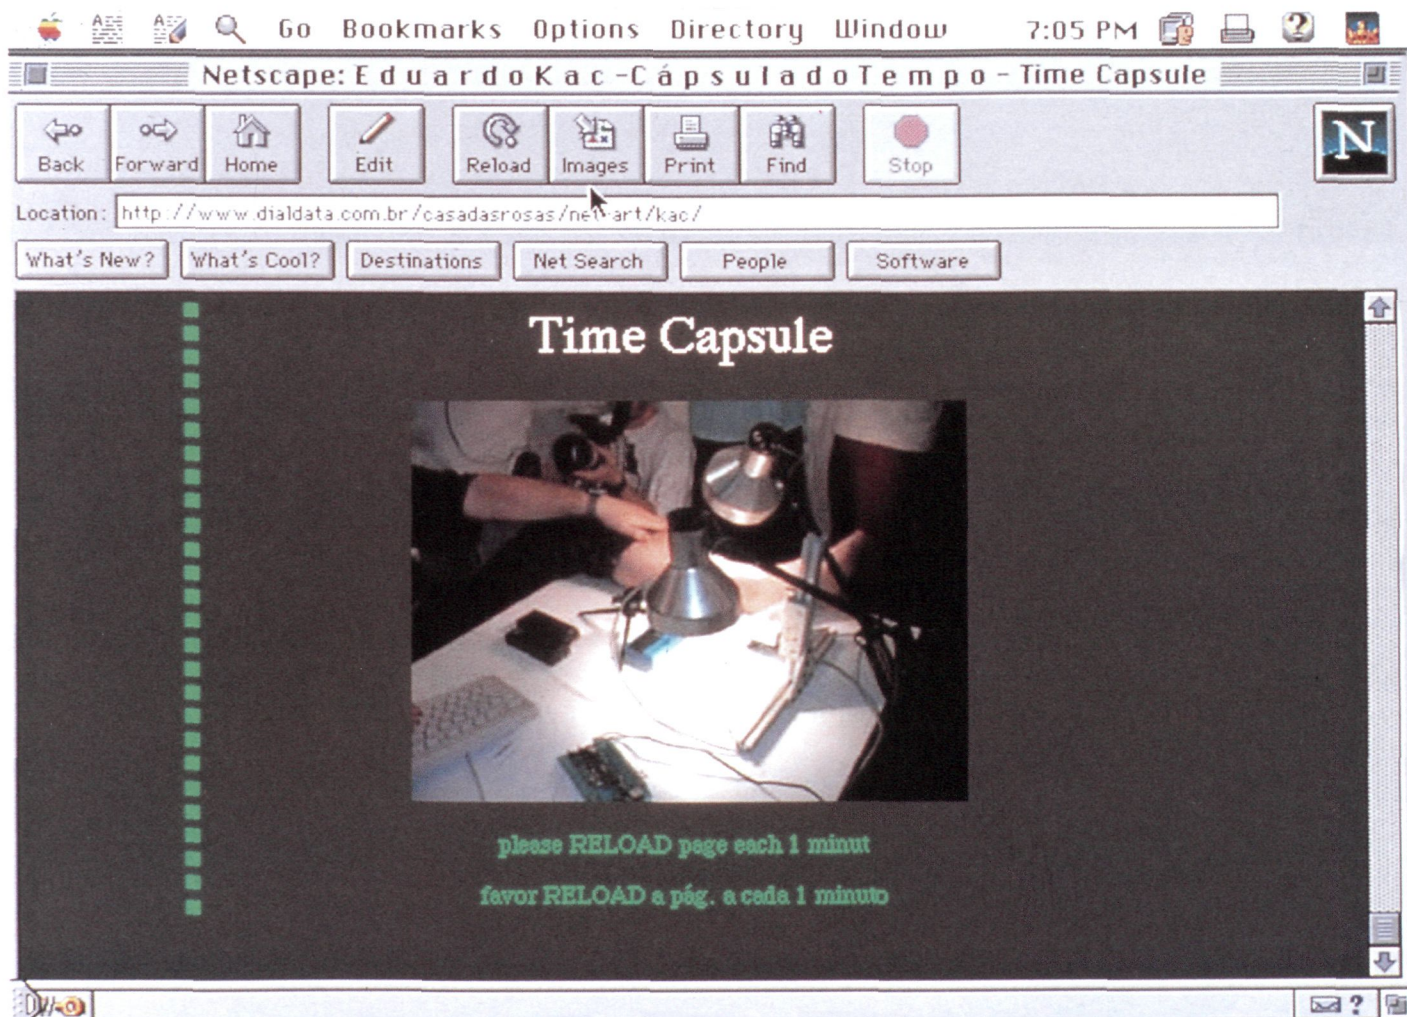 Go Bookmarks Options Directory Window 7:05 PM
Netscape: EduardoKac-CápsuladoTempo - Time Capsule
Back Forward Home Edit Reload Images Print Find Stop N
Location: http://www.dialdata.com.br/casadasrosas/net-art/kac/
What's New? What's Cool? Destinations Net Search People Software
Time Capsule
please RELOAD page each 1 minut
favor RELOAD a pág. a cada 1 minuto